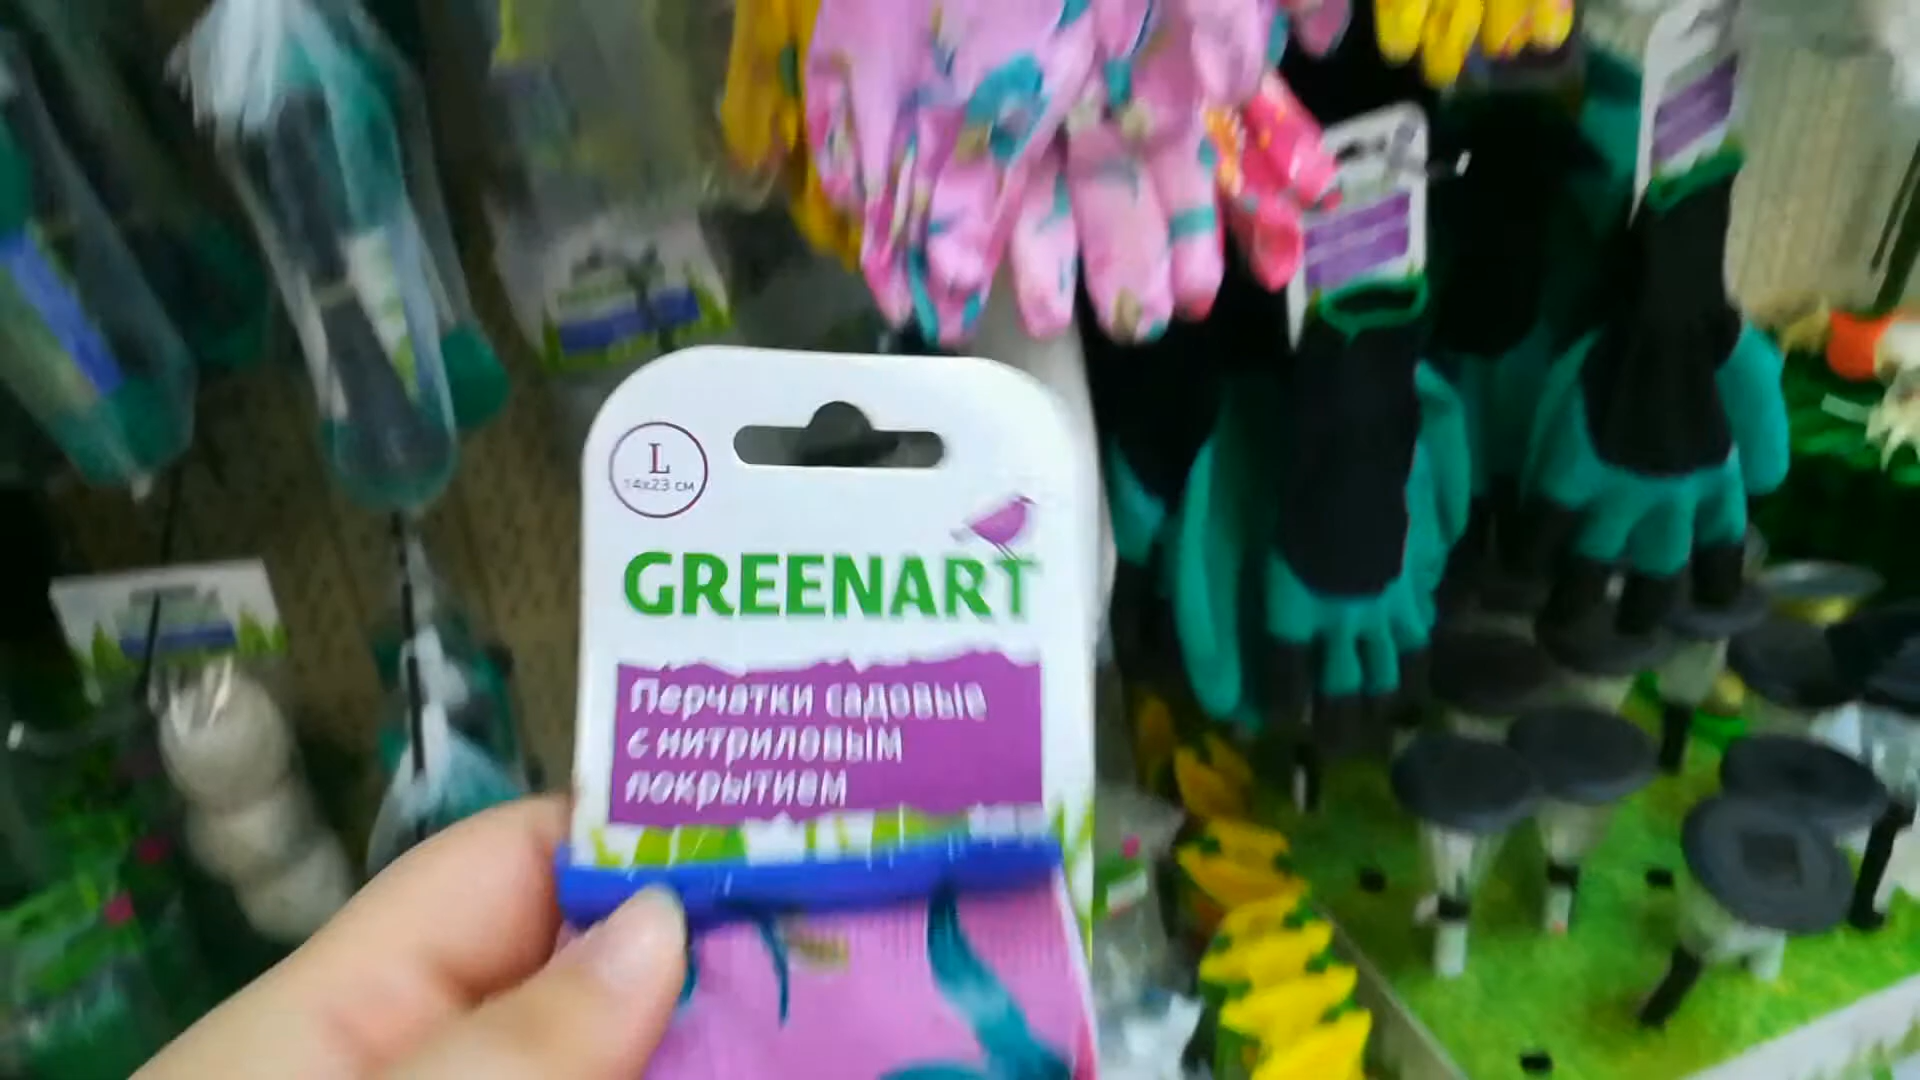 L
14x23 см
GREENART
Перчатки садовые
с нитриловым
покрытием